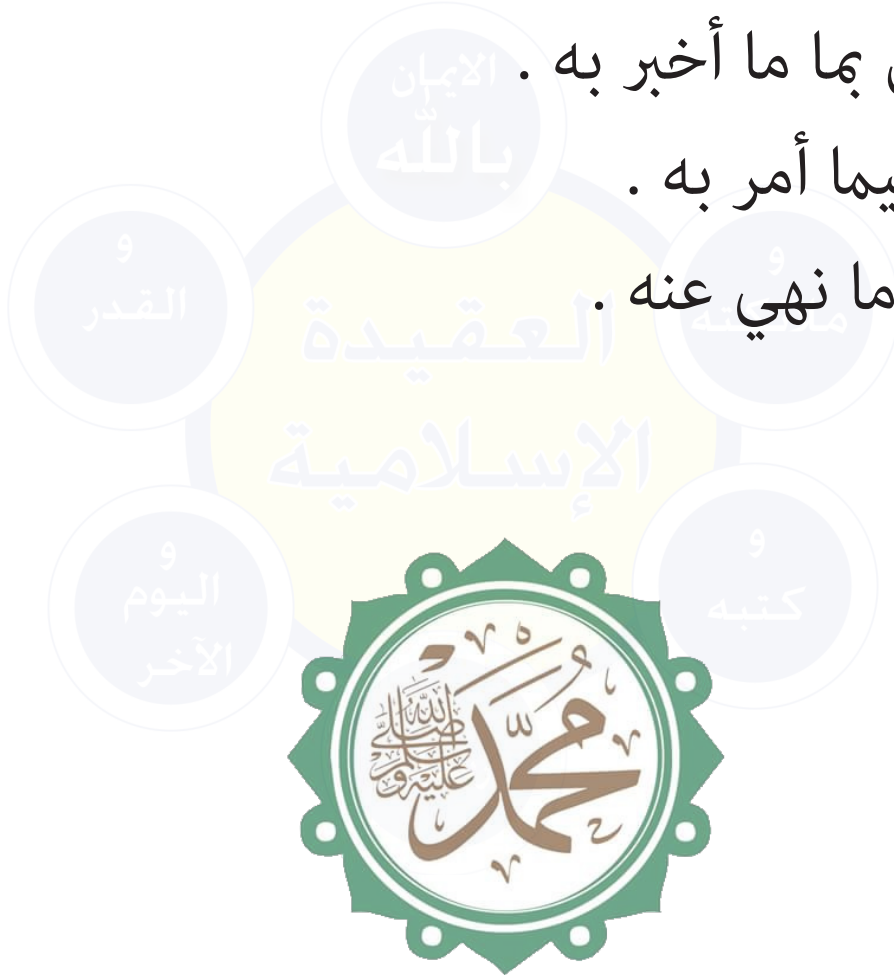 بما ما أخبر به .
يما أمر به .
ما نهي عنه .
الايمان
بالله
و
ملائكته
و
القدر
العقيدة
الإسلامية
و
كتبه
و
اليوم
الآخر
مُحَمَّد
صلى الله عليه وسلم